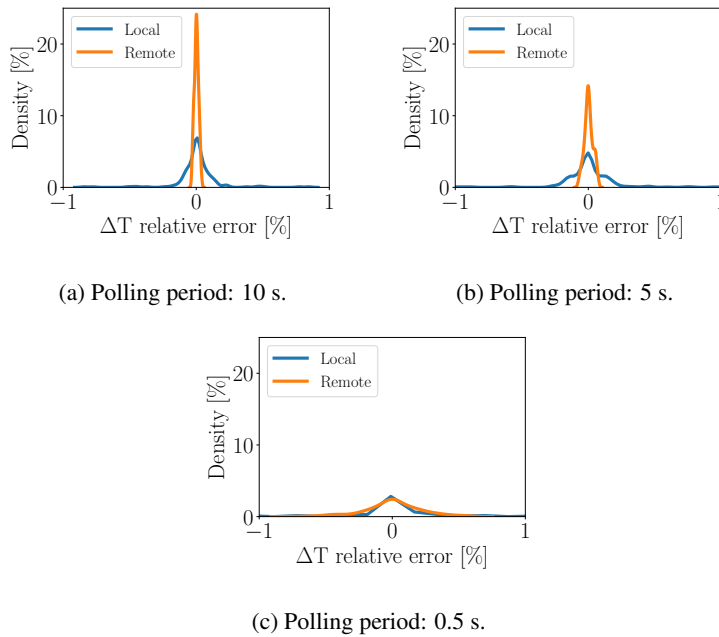 Density [%]
20
10
0
Local
Remote
−1
0
1
ΔT relative error [%]
(a) Polling period: 10 s.
Density [%]
20
10
0
Local
Remote
−1
0
1
ΔT relative error [%]
(b) Polling period: 5 s.
Density [%]
20
10
0
Local
Remote
−1
0
1
ΔT relative error [%]
(c) Polling period: 0.5 s.